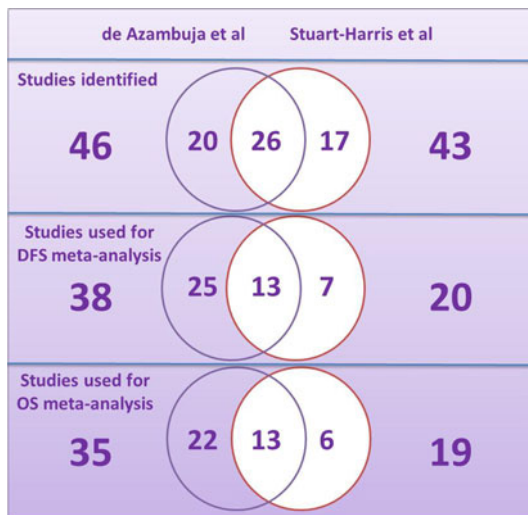 de Azambuja et al Stuart-Harris et al
Studies identified
46 20 26 17 43
Studies used for
DFS meta-analysis
38 25 13 7 20
Studies used for
OS meta-analysis
35 22 13 6 19